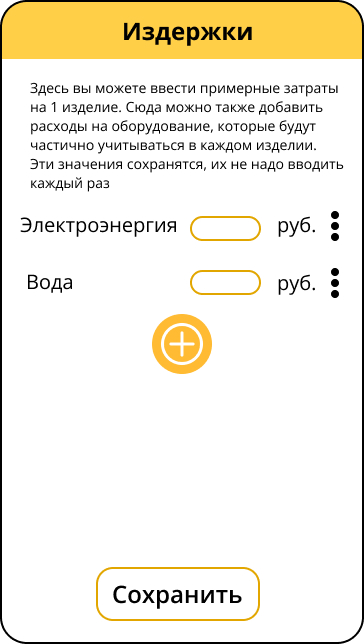 Издержки
Здесь вы можете ввести примерные затраты
на 1 изделие. Сюда можно также добавить
расходы на оборудование, которые будут
частично учитываться в каждом изделии.
Эти значения сохранятся, их не надо вводить
каждый раз
Электроэнергия руб.
Вода руб.
Сохранить